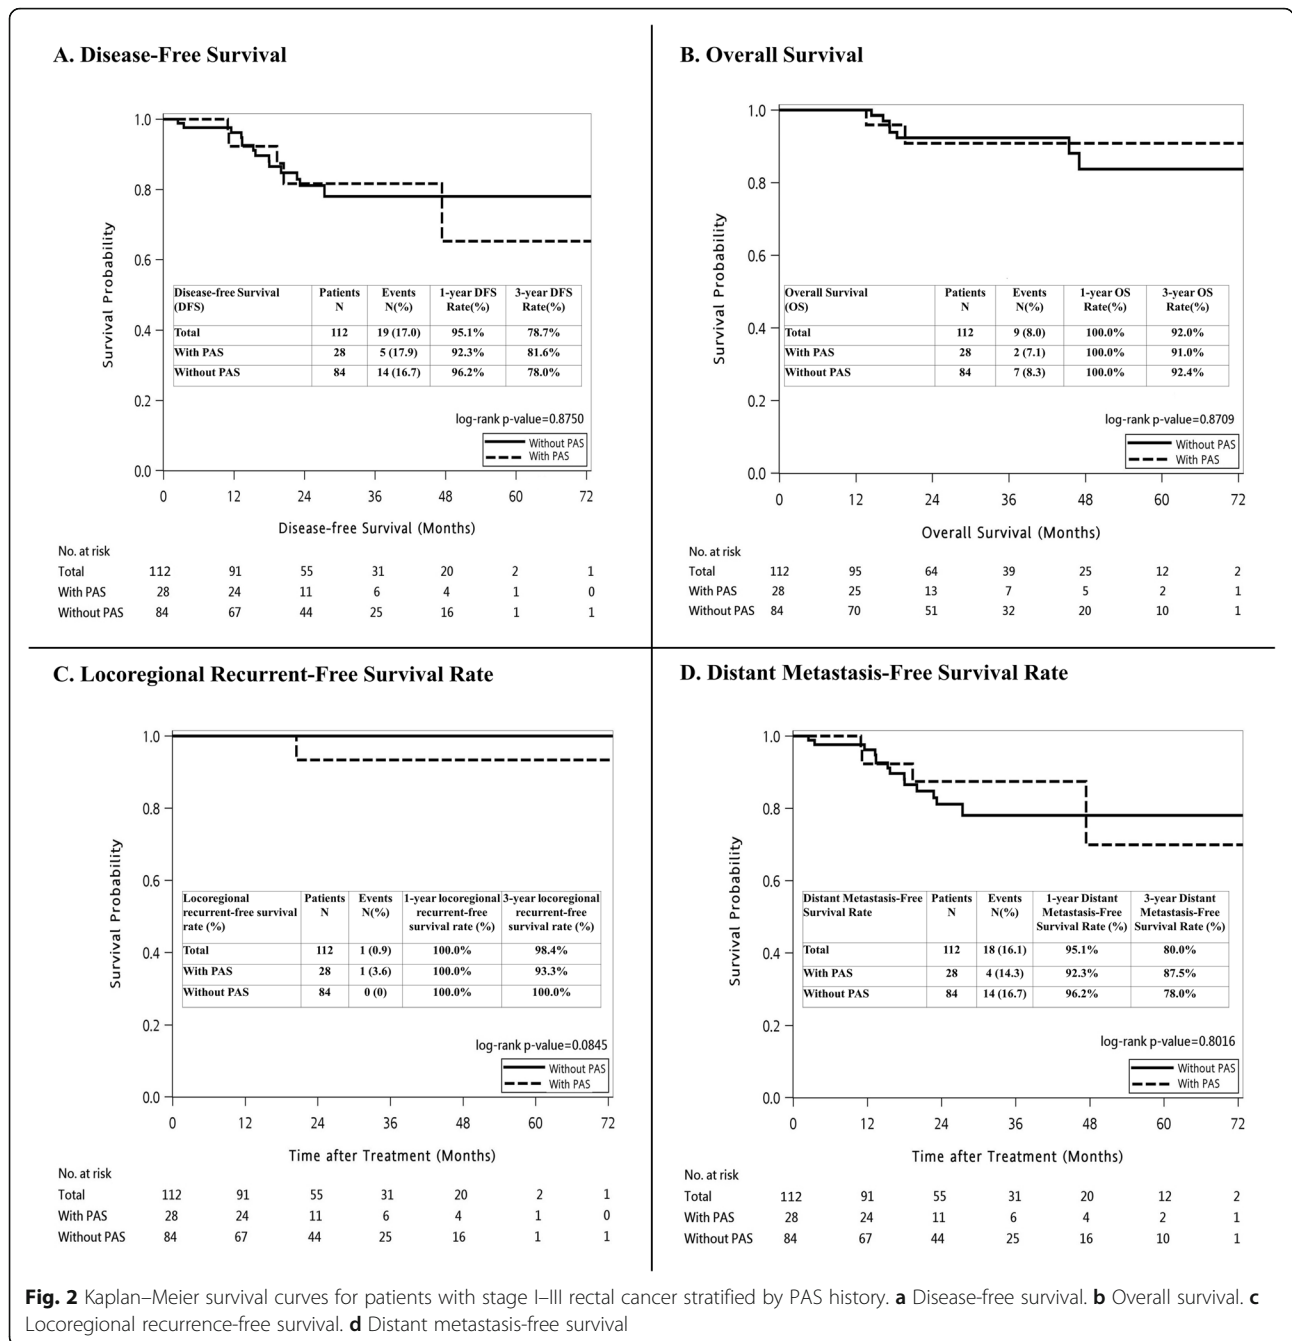 A. Disease-Free Survival
1.0
0.8
0.6
0.4
0.2
0.0
Survival Probability
Disease-free Survival (DFS) Patients N Events N(%) 1-year DFS Rate(%) 3-year DFS Rate(%)
Total 112 19 (17.0) 95.1% 78.7%
With PAS 28 5 (17.9) 92.3% 81.6%
Without PAS 84 14 (16.7) 96.2% 78.0%
log-rank p-value=0.8750
Without PAS
With PAS
0 12 24 36 48 60 72
Disease-free Survival (Months)
No. at risk
Total 112 91 55 31 20 2 1
With PAS 28 24 11 6 4 1 0
Without PAS 84 67 44 25 16 1 1
B. Overall Survival
1.0
0.8
0.6
0.4
0.2
0.0
Survival Probability
Overall Survival (OS) Patients N Events N(%) 1-year OS Rate(%) 3-year OS Rate(%)
Total 112 9 (8.0) 100.0% 92.0%
With PAS 28 2 (7.1) 100.0% 91.0%
Without PAS 84 7 (8.3) 100.0% 92.4%
log-rank p-value=0.8709
Without PAS
With PAS
0 12 24 36 48 60 72
Overall Survival (Months)
No. at risk
Total 112 95 64 39 25 12 2
With PAS 28 25 13 7 5 2 1
Without PAS 84 70 51 32 20 10 1
C. Locoregional Recurrent-Free Survival Rate
1.0
0.8
0.6
0.4
0.2
0.0
Survival Probability
Locoregional recurrent-free survival rate (%) Patients N Events N(%) 1-year locoregional recurrent-free survival rate (%) 3-year locoregional recurrent-free survival rate (%)
Total 112 1 (0.9) 100.0% 98.4%
With PAS 28 1 (3.6) 100.0% 93.3%
Without PAS 84 0 (0) 100.0% 100.0%
log-rank p-value=0.0845
Without PAS
With PAS
0 12 24 36 48 60 72
Time after Treatment (Months)
No. at risk
Total 112 91 55 31 20 2 1
With PAS 28 24 11 6 4 1 0
Without PAS 84 67 44 25 16 1 1
D. Distant Metastasis-Free Survival Rate
1.0
0.8
0.6
0.4
0.2
0.0
Survival Probability
Distant Metastasis-Free Survival Rate Patients N Events N(%) 1-year Distant Metastasis-Free Survival Rate (%) 3-year Distant Metastasis-Free Survival Rate (%)
Total 112 18 (16.1) 95.1% 80.0%
With PAS 28 4 (14.3) 92.3% 87.5%
Without PAS 84 14 (16.7) 96.2% 78.0%
log-rank p-value=0.8016
Without PAS
With PAS
0 12 24 36 48 60 72
Time after Treatment (Months)
No. at risk
Total 112 91 55 31 20 12 2
With PAS 28 24 11 6 4 2 1
Without PAS 84 67 44 25 16 10 1
Fig. 2 Kaplan–Meier survival curves for patients with stage I–III rectal cancer stratified by PAS history. a Disease-free survival. b Overall survival. c
Locoregional recurrence-free survival. d Distant metastasis-free survival